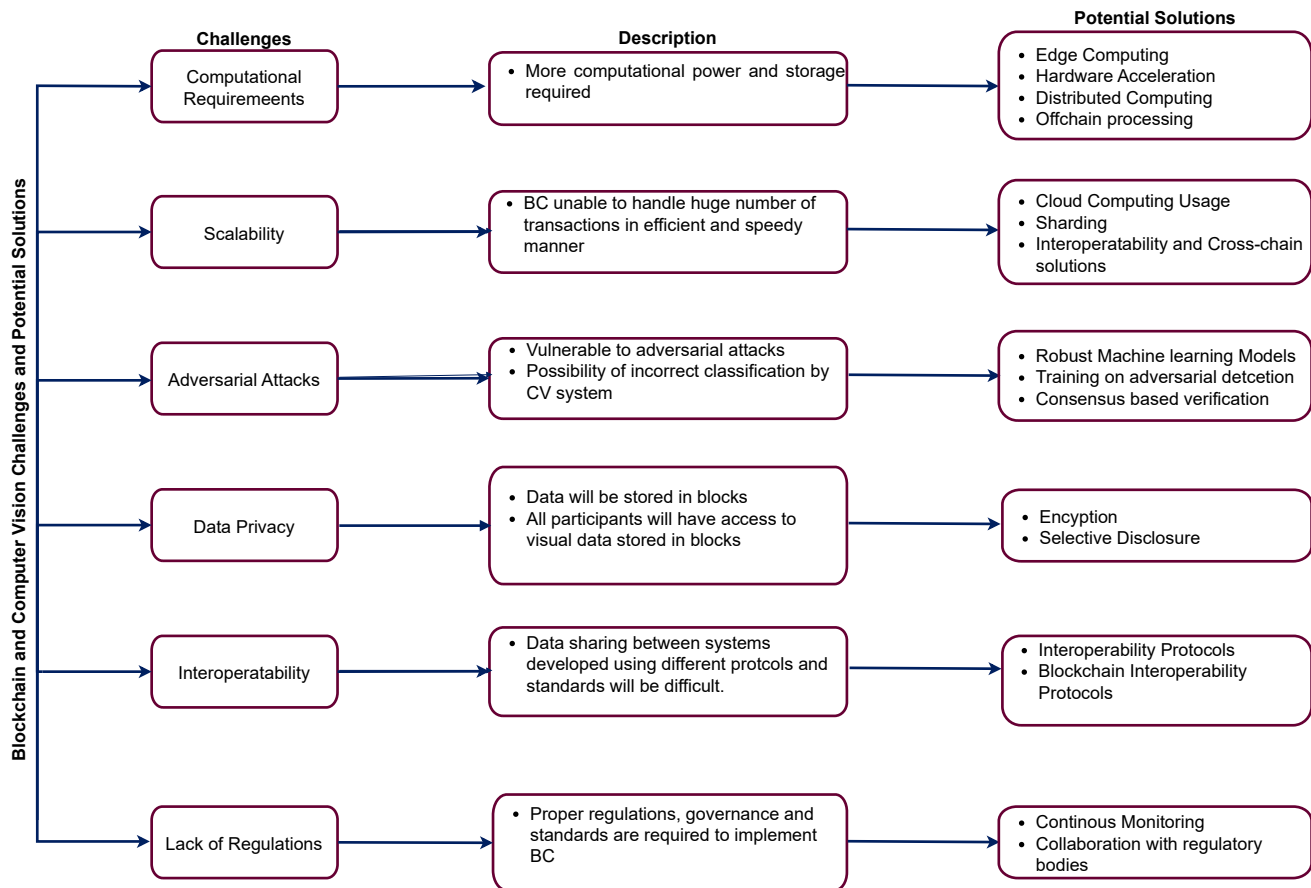 Blockchain and Computer Vision Challenges and Potential Solutions
Challenges
Description
Potential Solutions
Computational
Requiremeents
• More computational power and storage
required
• Edge Computing
• Hardware Acceleration
• Distributed Computing
• Offchain processing
Scalability
• BC unable to handle huge number of
transactions in efficient and speedy
manner
• Cloud Computing Usage
• Sharding
• Interoperatability and Cross-chain
solutions
Adversarial Attacks
• Vulnerable to adversarial attacks
• Possibility of incorrect classification by
CV system
• Robust Machine learning Models
• Training on adversarial detcetion
• Consensus based verification
Data Privacy
• Data will be stored in blocks
• All participants will have access to
visual data stored in blocks
• Encyption
• Selective Disclosure
Interoperatability
• Data sharing between systems
developed using different protcols and
standards will be difficult.
• Interoperability Protocols
• Blockchain Interoperability
Protocols
Lack of Regulations
• Proper regulations, governance and
standards are required to implement
BC
• Continous Monitoring
• Collaboration with regulatory
bodies